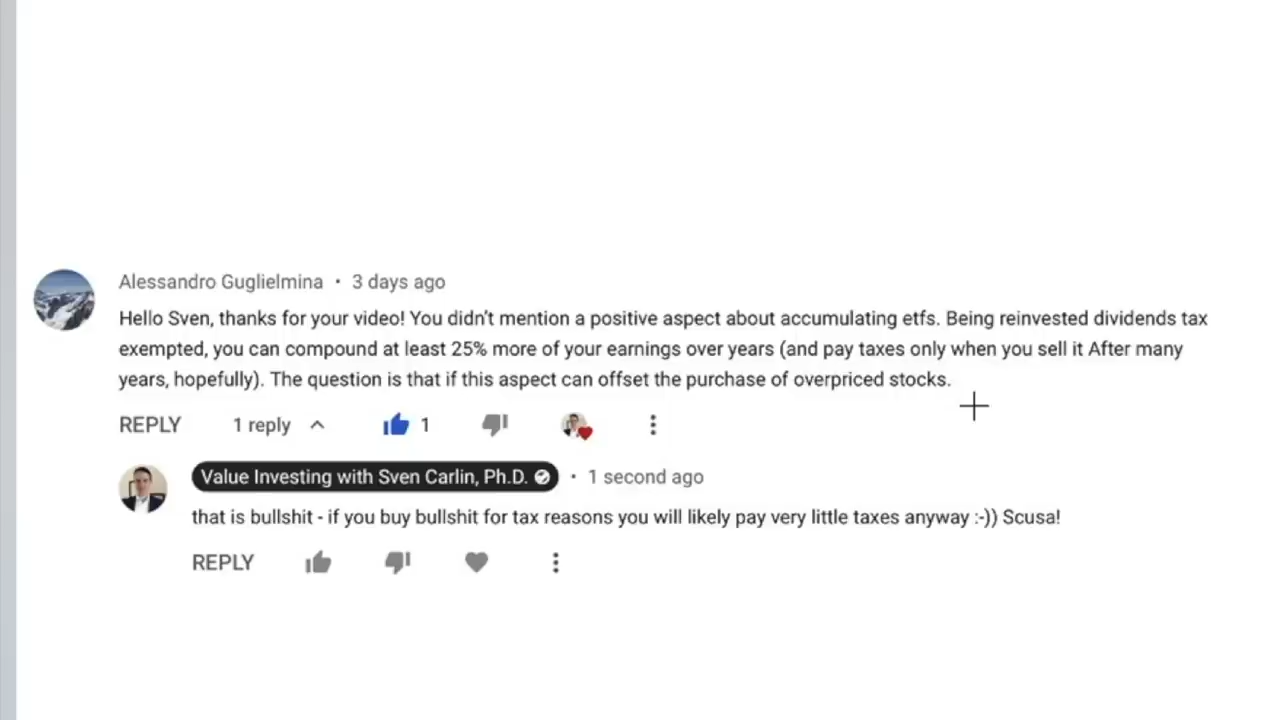 Alessandro Guglielmina • 3 days ago
Hello Sven, thanks for your video! You didn't mention a positive aspect about accumulating etfs. Being reinvested dividends tax
exempted, you can compound at least 25% more of your earnings over years (and pay taxes only when you sell it After many
years, hopefully). The question is that if this aspect can offset the purchase of overpriced stocks.
REPLY 1 reply 1
Value Investing with Sven Carlin, Ph.D. • 1 second ago
that is bullshit - if you buy bullshit for tax reasons you will likely pay very little taxes anyway :-)) Scusa!
REPLY